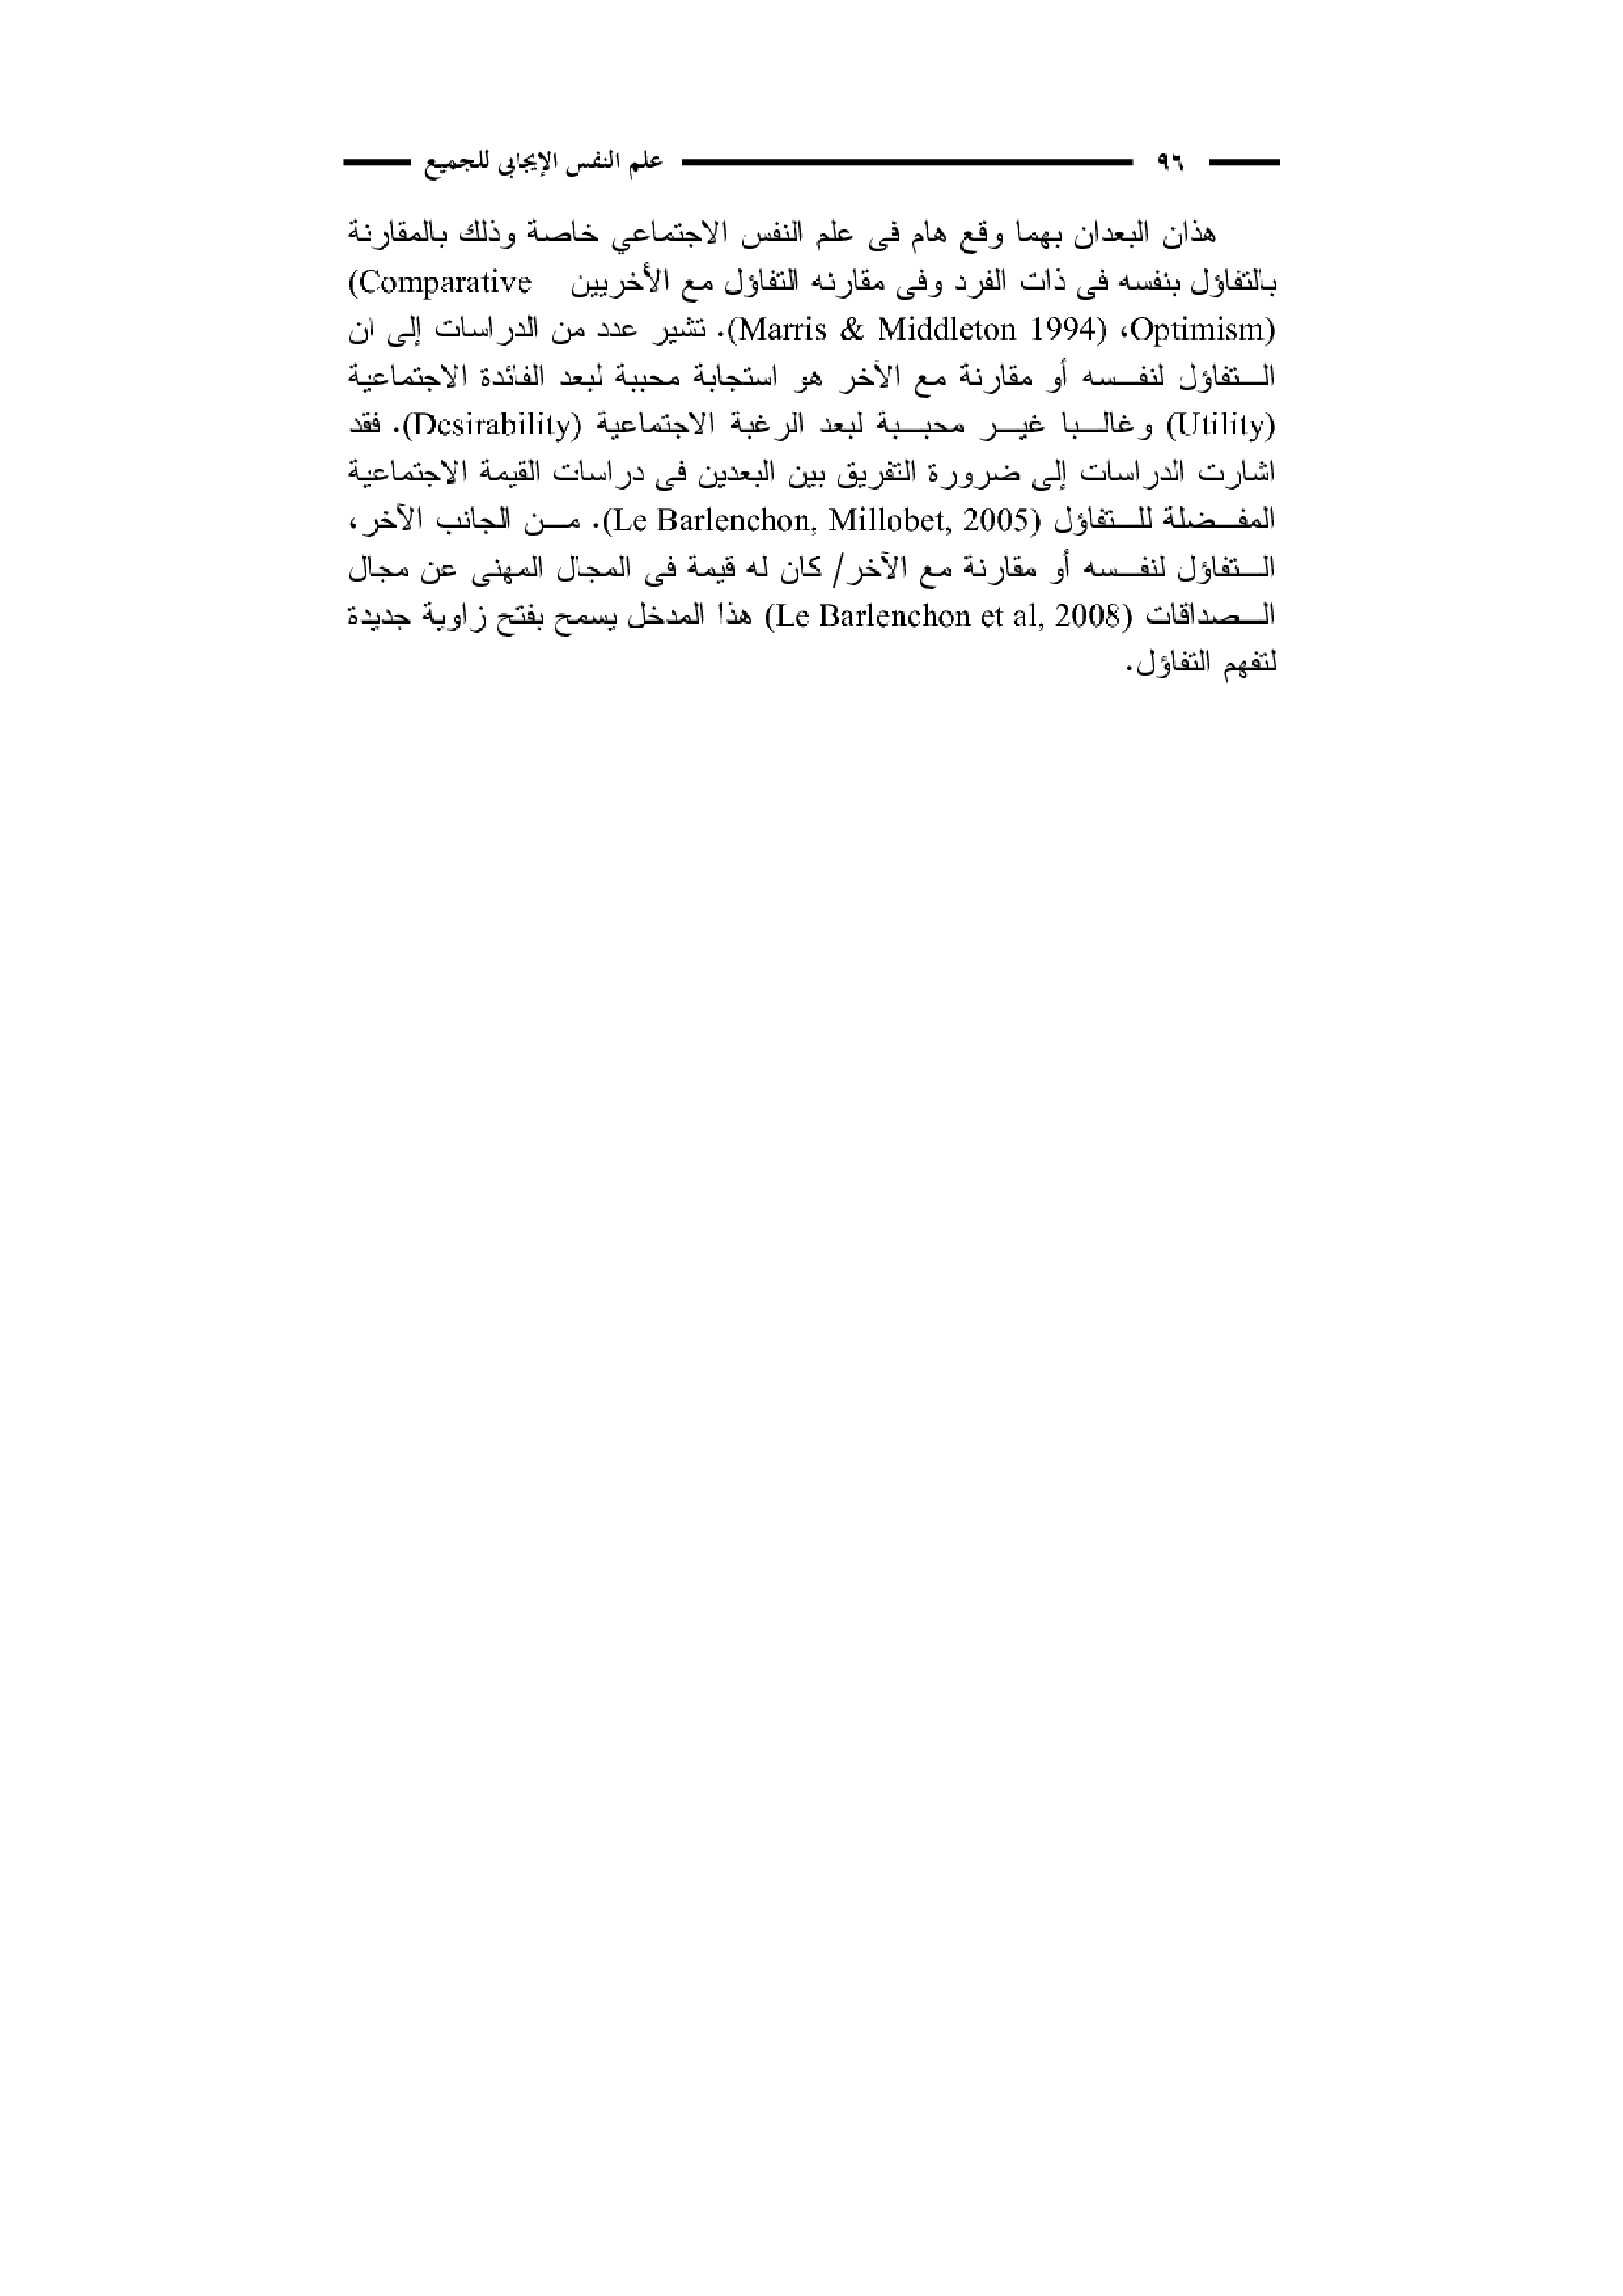 ٩٦ علم النفس الإيجابي للجميع
هذان البعدان بهما وقع هام فى علم النفس الاجتماعي خاصة وذلك بالمقارنة
بالتفاؤل بنفسه فى ذات الفرد وفى مقارنه التفاؤل مع الأخريين (Comparative
Optimism)، (Marris & Middleton 1994). تشير عدد من الدراسات إلى ان
التفاؤل لنفسه أو مقارنة مع الآخر هو استجابة محببة لبعد الفائدة الاجتماعية
(Utility) وغالبا غير محببة لبعد الرغبة الاجتماعية (Desirability). فقد
اشارت الدراسات إلى ضرورة التفريق بين البعدين فى دراسات القيمة الاجتماعية
المفضلة للتفاؤل (Le Barlenchon, Millobet, 2005). من الجانب الآخر،
التفاؤل لنفسه أو مقارنة مع الآخر/ كان له قيمة فى المجال المهنى عن مجال
الصداقات (Le Barlenchon et al, 2008) هذا المدخل يسمح بفتح زاوية جديدة
لتفهم التفاؤل.